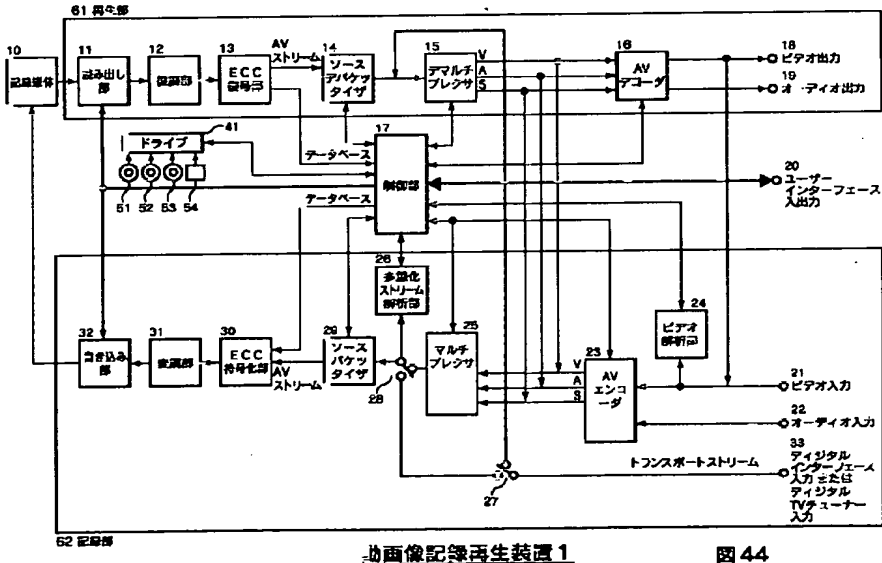 61 再生部
10
記録媒体
11
読み出し
部
12
復調部
13
ECC
復号部
AV
ストリーム
14
ソース
デパケッ
タイザ
15
デマルチ
プレクサ
V
A
S
16
AV
デコーダ
18
ビデオ出力
19
オーディオ出力
41
ドライブ
51
52
53
54
データベース
データベース
17
制御部
20
ユーザー
インターフェース
入出力
26
多重化
ストリーム
解析部
32
書き込み
部
31
変調部
30
ECC
符号化部
AV
ストリーム
29
ソース
パケッ
タイザ
28
25
マルチ
プレクサ
V
A
S
23
AV
エンコ
ーダ
24
ビデオ
解析部
21
ビデオ入力
22
オーディオ入力
27
トランスポートストリーム
33
ディジタル
インターフェース
入力または
ディジタル
TVチューナー
入力
62 記録部
動画像記録再生装置1
図44